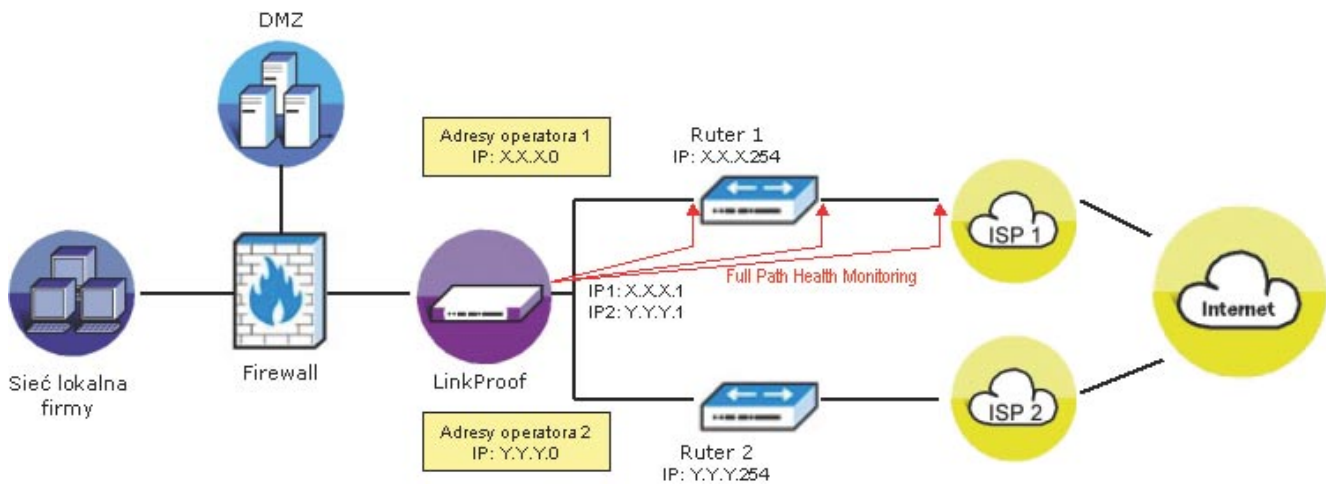 DMZ
Adresy operatora 1
IP: X.X.X.0
Ruter 1
IP: X.X.X.254
ISP 1
Full Path Health Monitoring
IP1: X.X.X.1
IP2: Y.Y.Y.1
Internet
Sieć lokalna
firmy
Firewall
LinkProof
Adresy operatora 2
IP: Y.Y.Y.0
Ruter 2
IP: Y.Y.Y.254
ISP 2